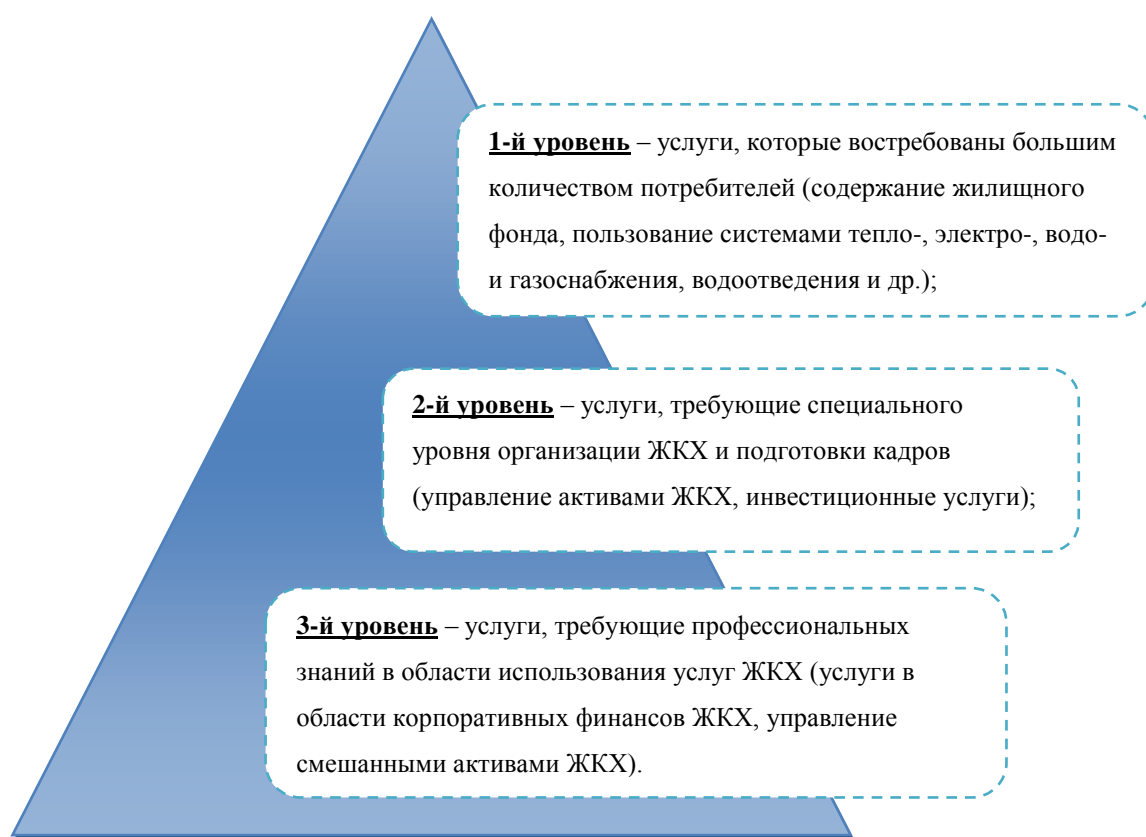 1-й уровень – услуги, которые востребованы большим
количеством потребителей (содержание жилищного
фонда, пользование системами тепло-, электро-, водо-
и газоснабжения, водоотведения и др.);
2-й уровень – услуги, требующие специального
уровня организации ЖКХ и подготовки кадров
(управление активами ЖКХ, инвестиционные услуги);
3-й уровень – услуги, требующие профессиональных
знаний в области использования услуг ЖКХ (услуги в
области корпоративных финансов ЖКХ, управление
смешанными активами ЖКХ).